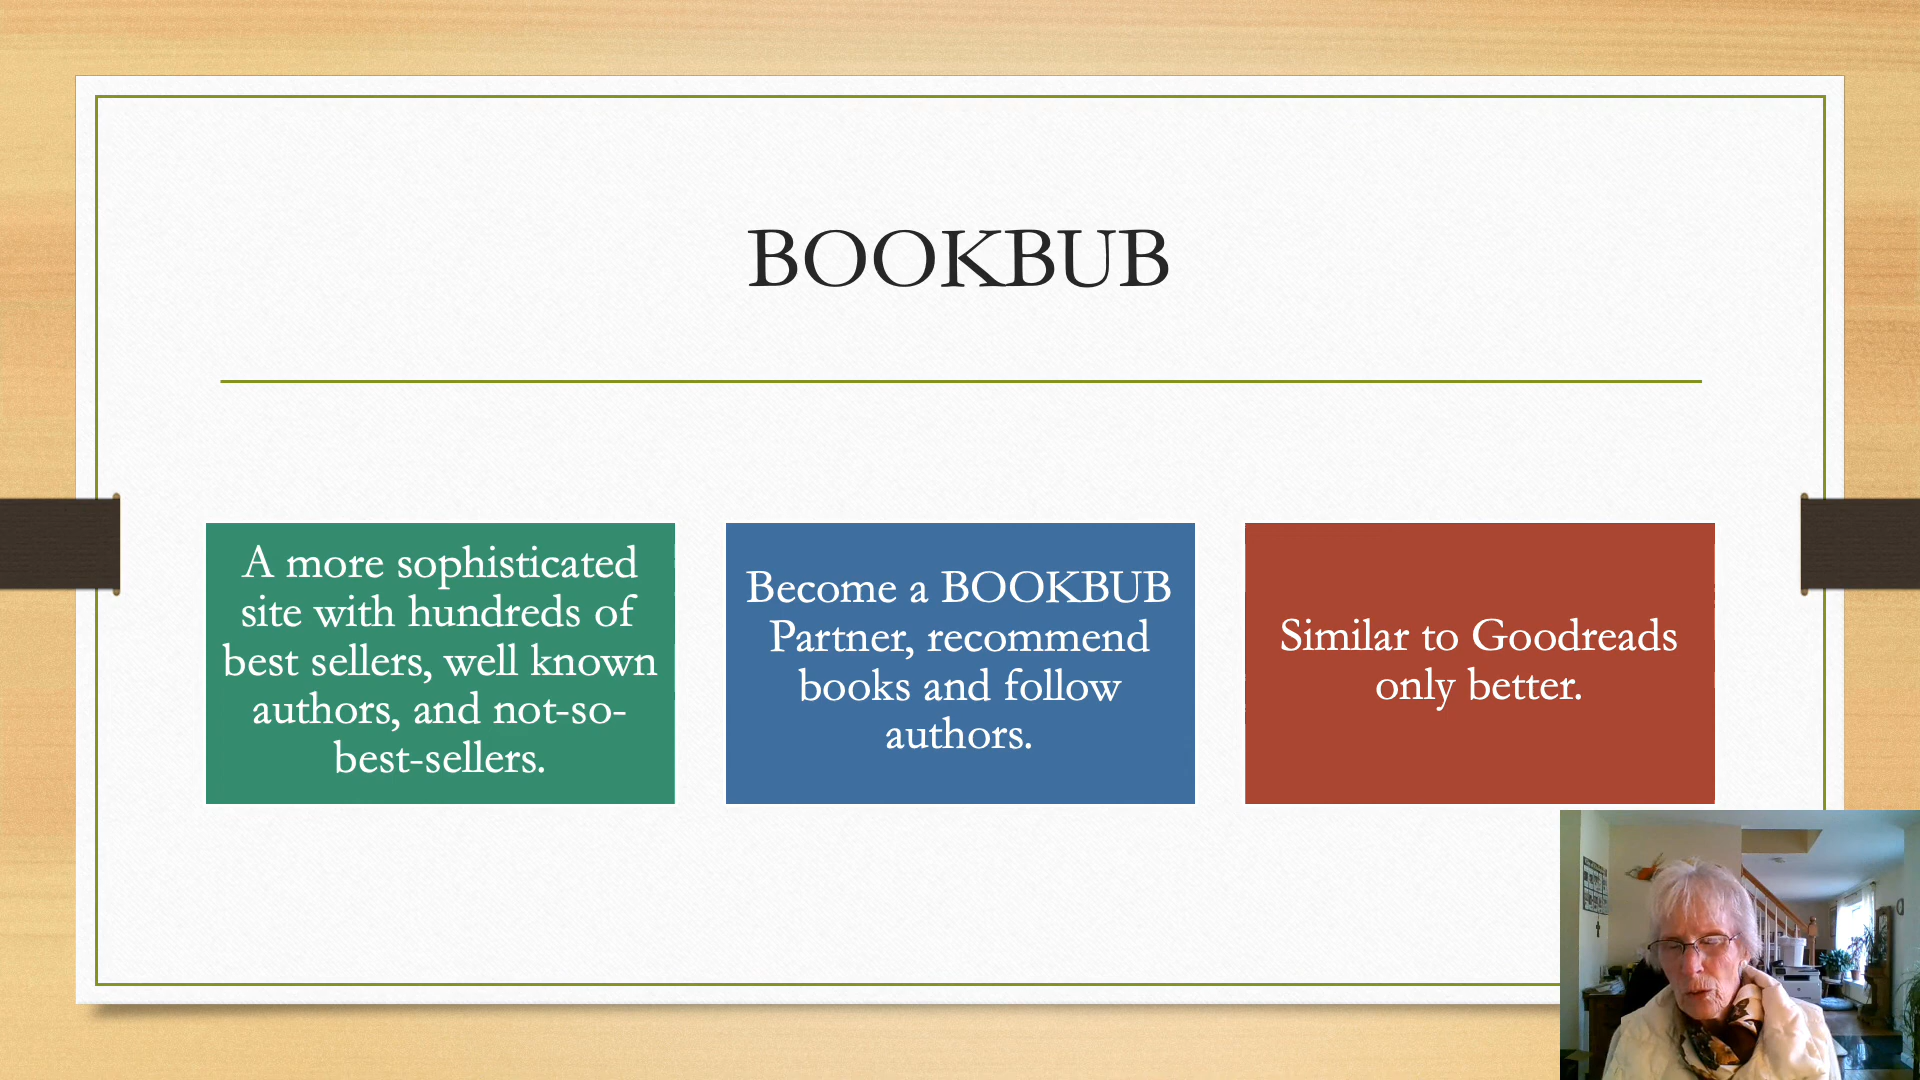 BOOKBUB
A more sophisticated
site with hundreds of
best sellers, well known
authors, and not-so-
best-sellers.
Become a BOOKBUB
Partner, recommend
books and follow
authors.
Similar to Goodreads
only better.